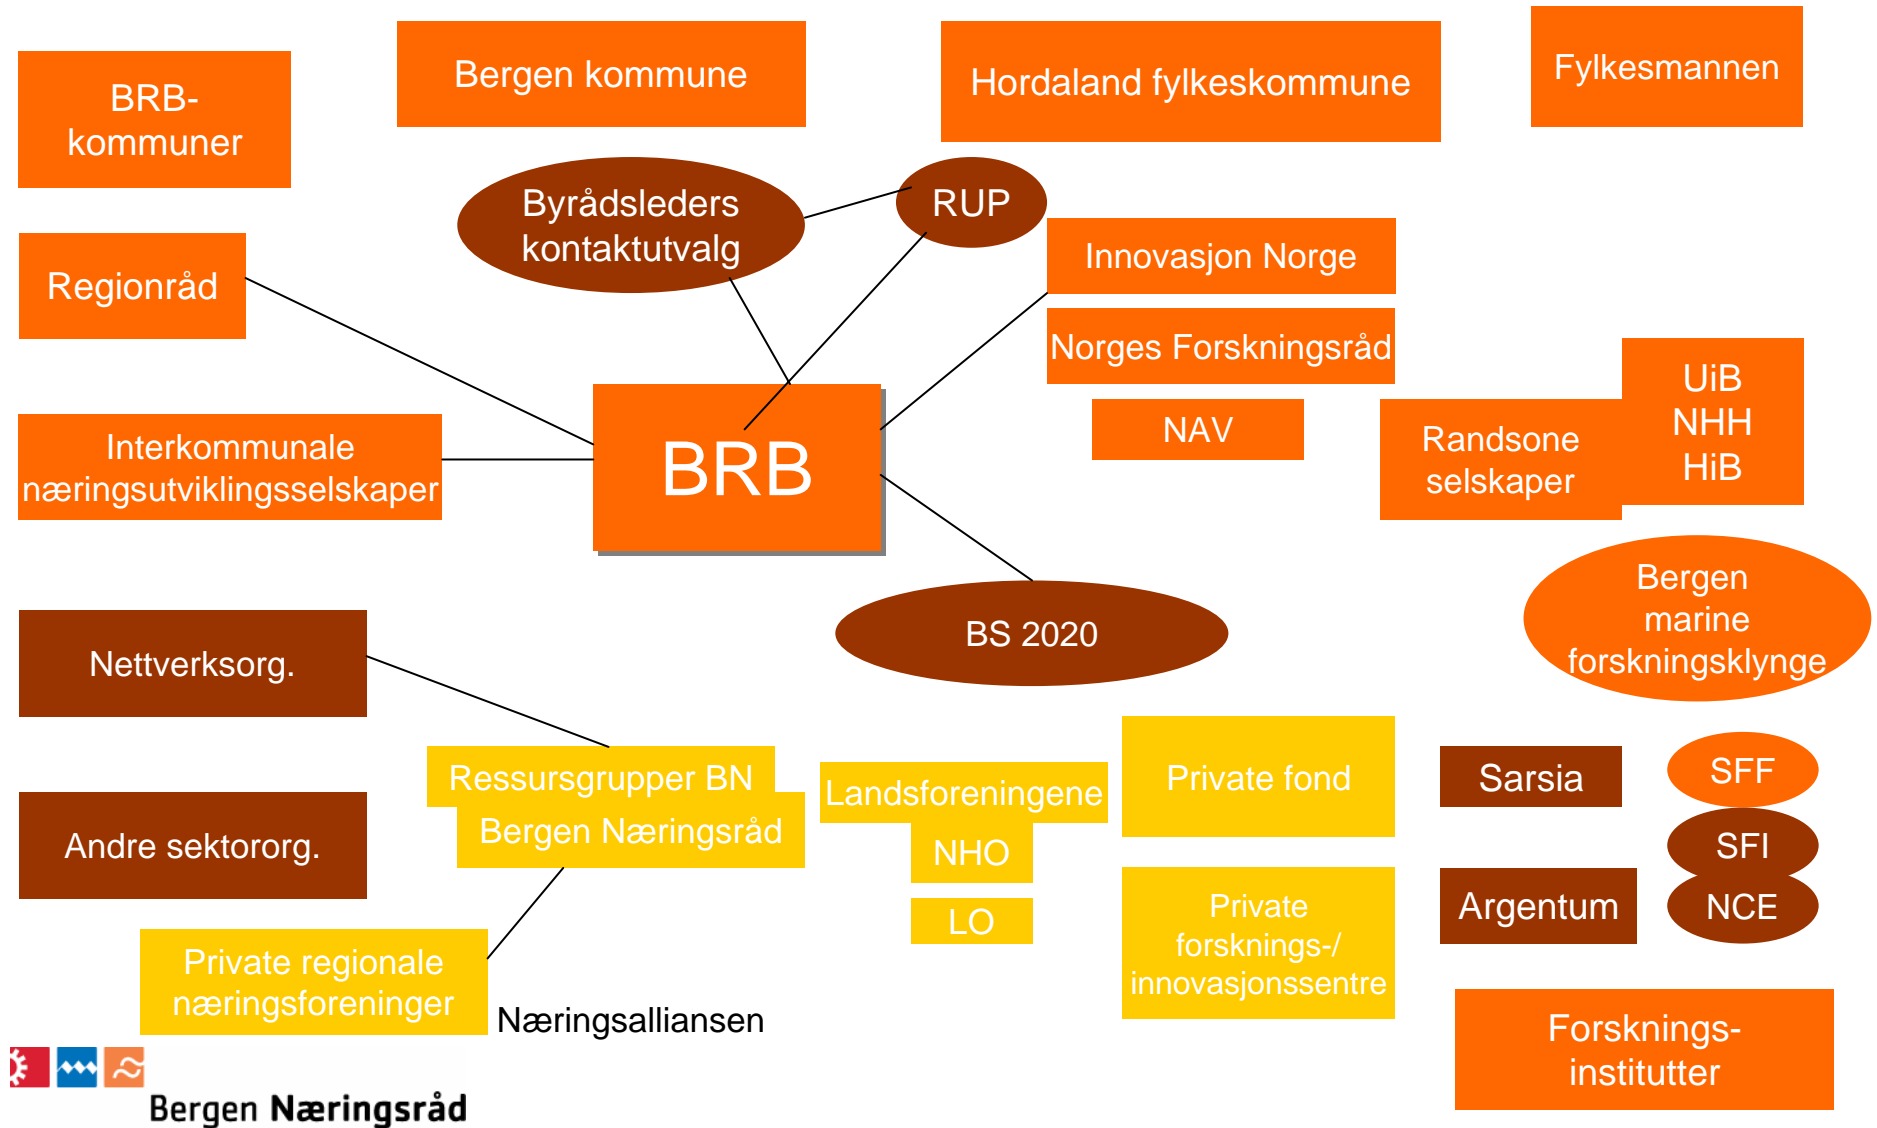 BRB-
kommuner
Bergen kommune
Hordaland fylkeskommune
Fylkesmannen
Byrådsleders
kontaktutvalg
RUP
Regionråd
Innovasjon Norge
Norges Forskningsråd
NAV
Randsone
selskaper
UiB
NHH
HiB
Interkommunale
næringsutviklingsselskaper
BRB
Bergen
marine
forskningsklynge
BS 2020
Nettverksorg.
Ressursgrupper BN
Bergen Næringsråd
Landsforeningene
NHO
LO
Private fond
Sarsia
SFF
SFI
NCE
Andre sektororg.
Argentum
Private
forsknings-/
innovasjonssentre
Private regionale
næringsforeninger
Næringsalliansen
Forsknings-
institutter
Bergen Næringsråd